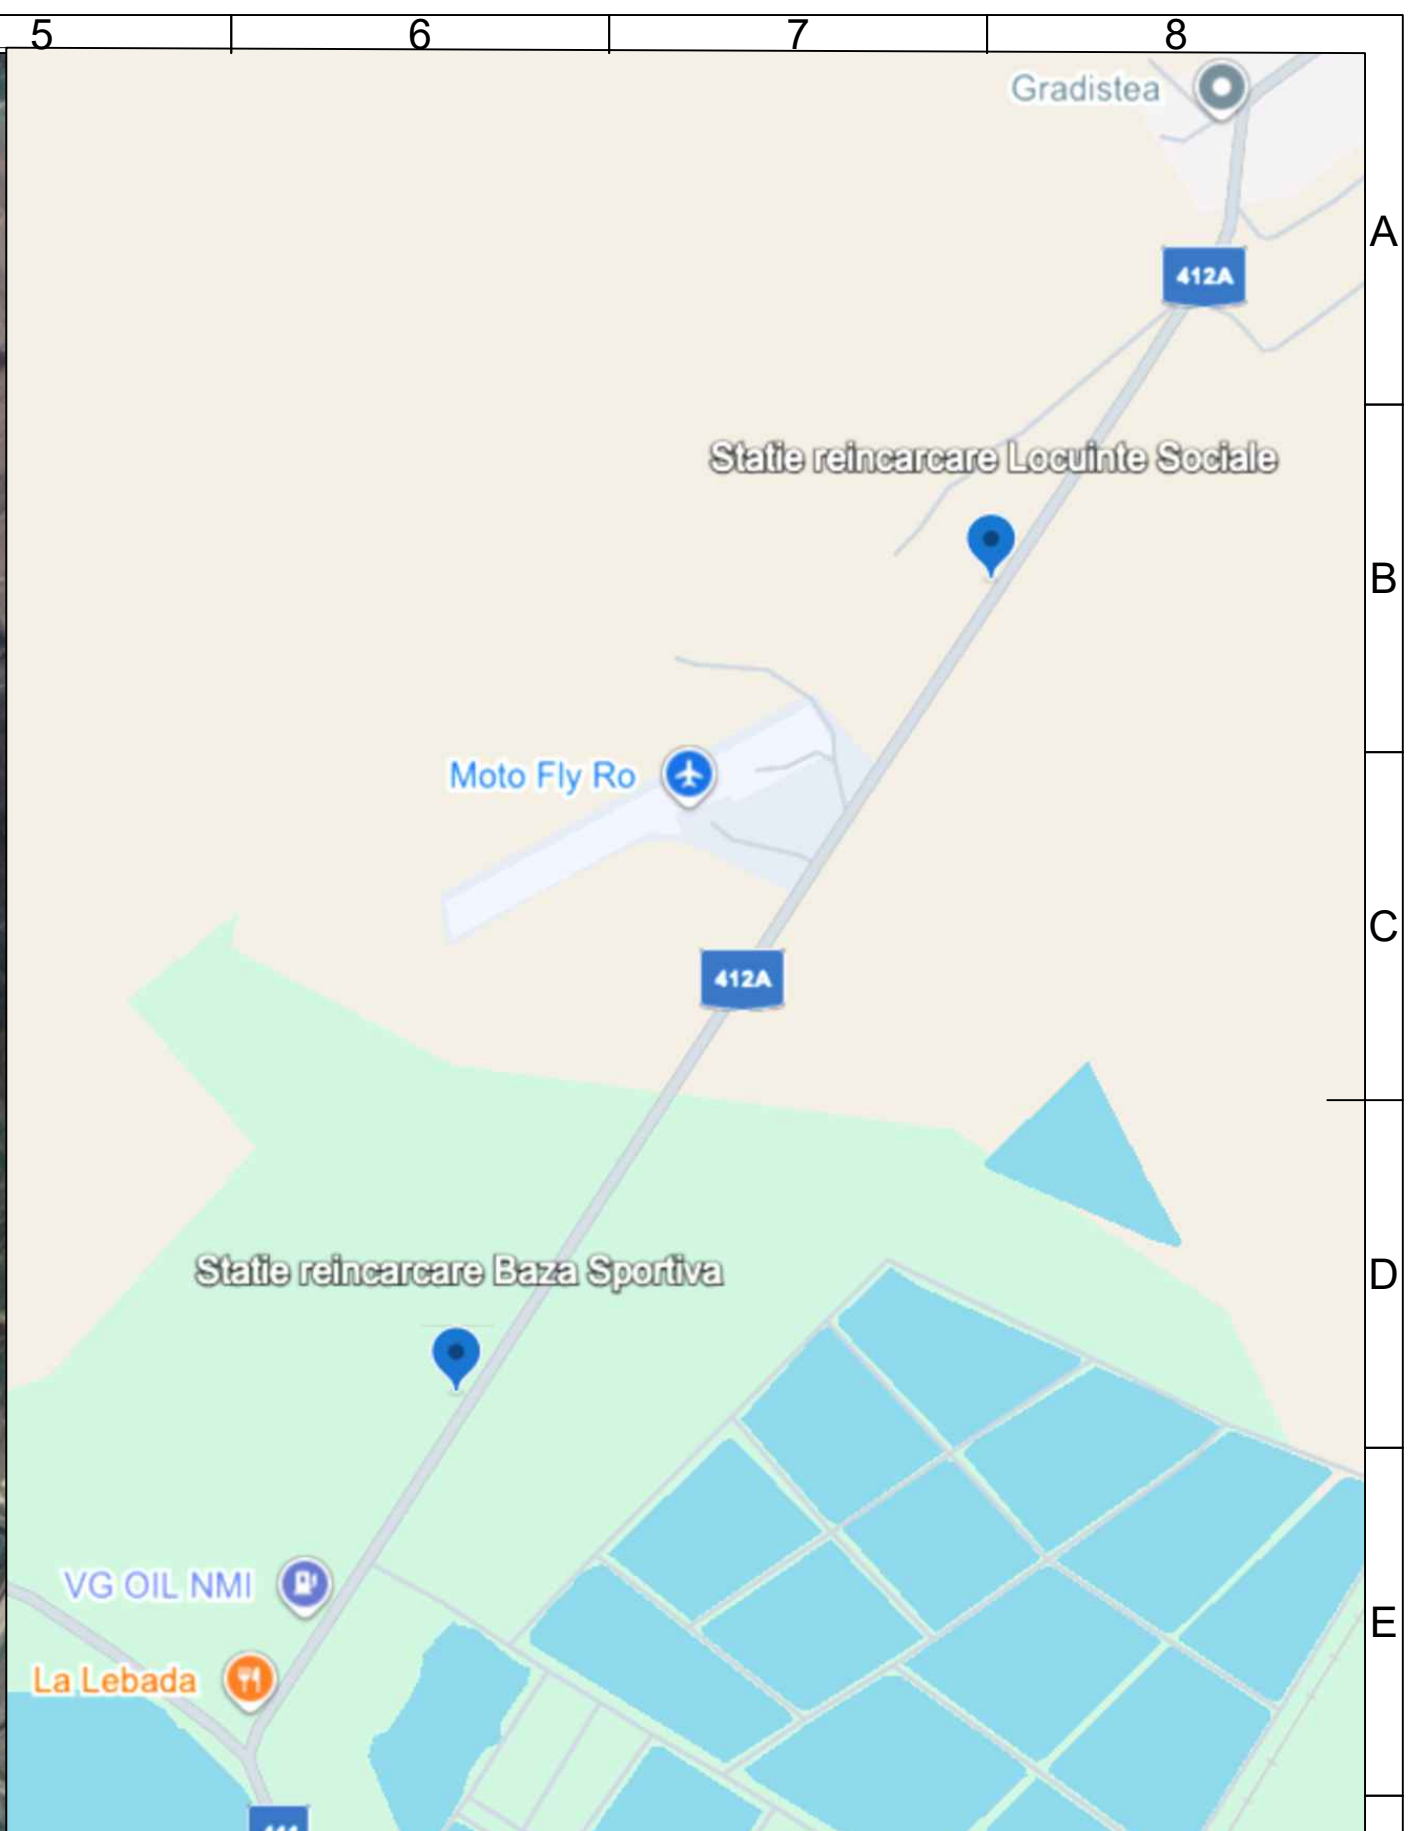 5 6 7 8
Gradistea
A
412A
Statie reincarcare Locuinte Sociale
B
Moto Fly Ro
C
412A
Statie reincarcare Baza Sportiva
D
VG OIL NMI
E
La Lebada